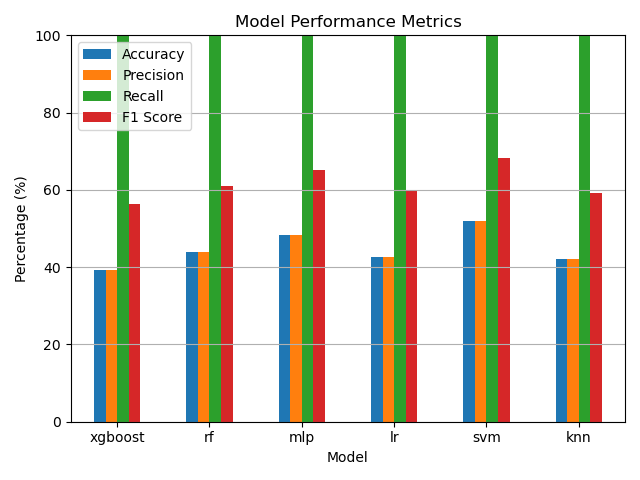 Model Performance Metrics
100
80
60
40
20
0
Percentage (%)
Accuracy
Precision
Recall
F1 Score
xgboost rf mlp lr svm knn
Model